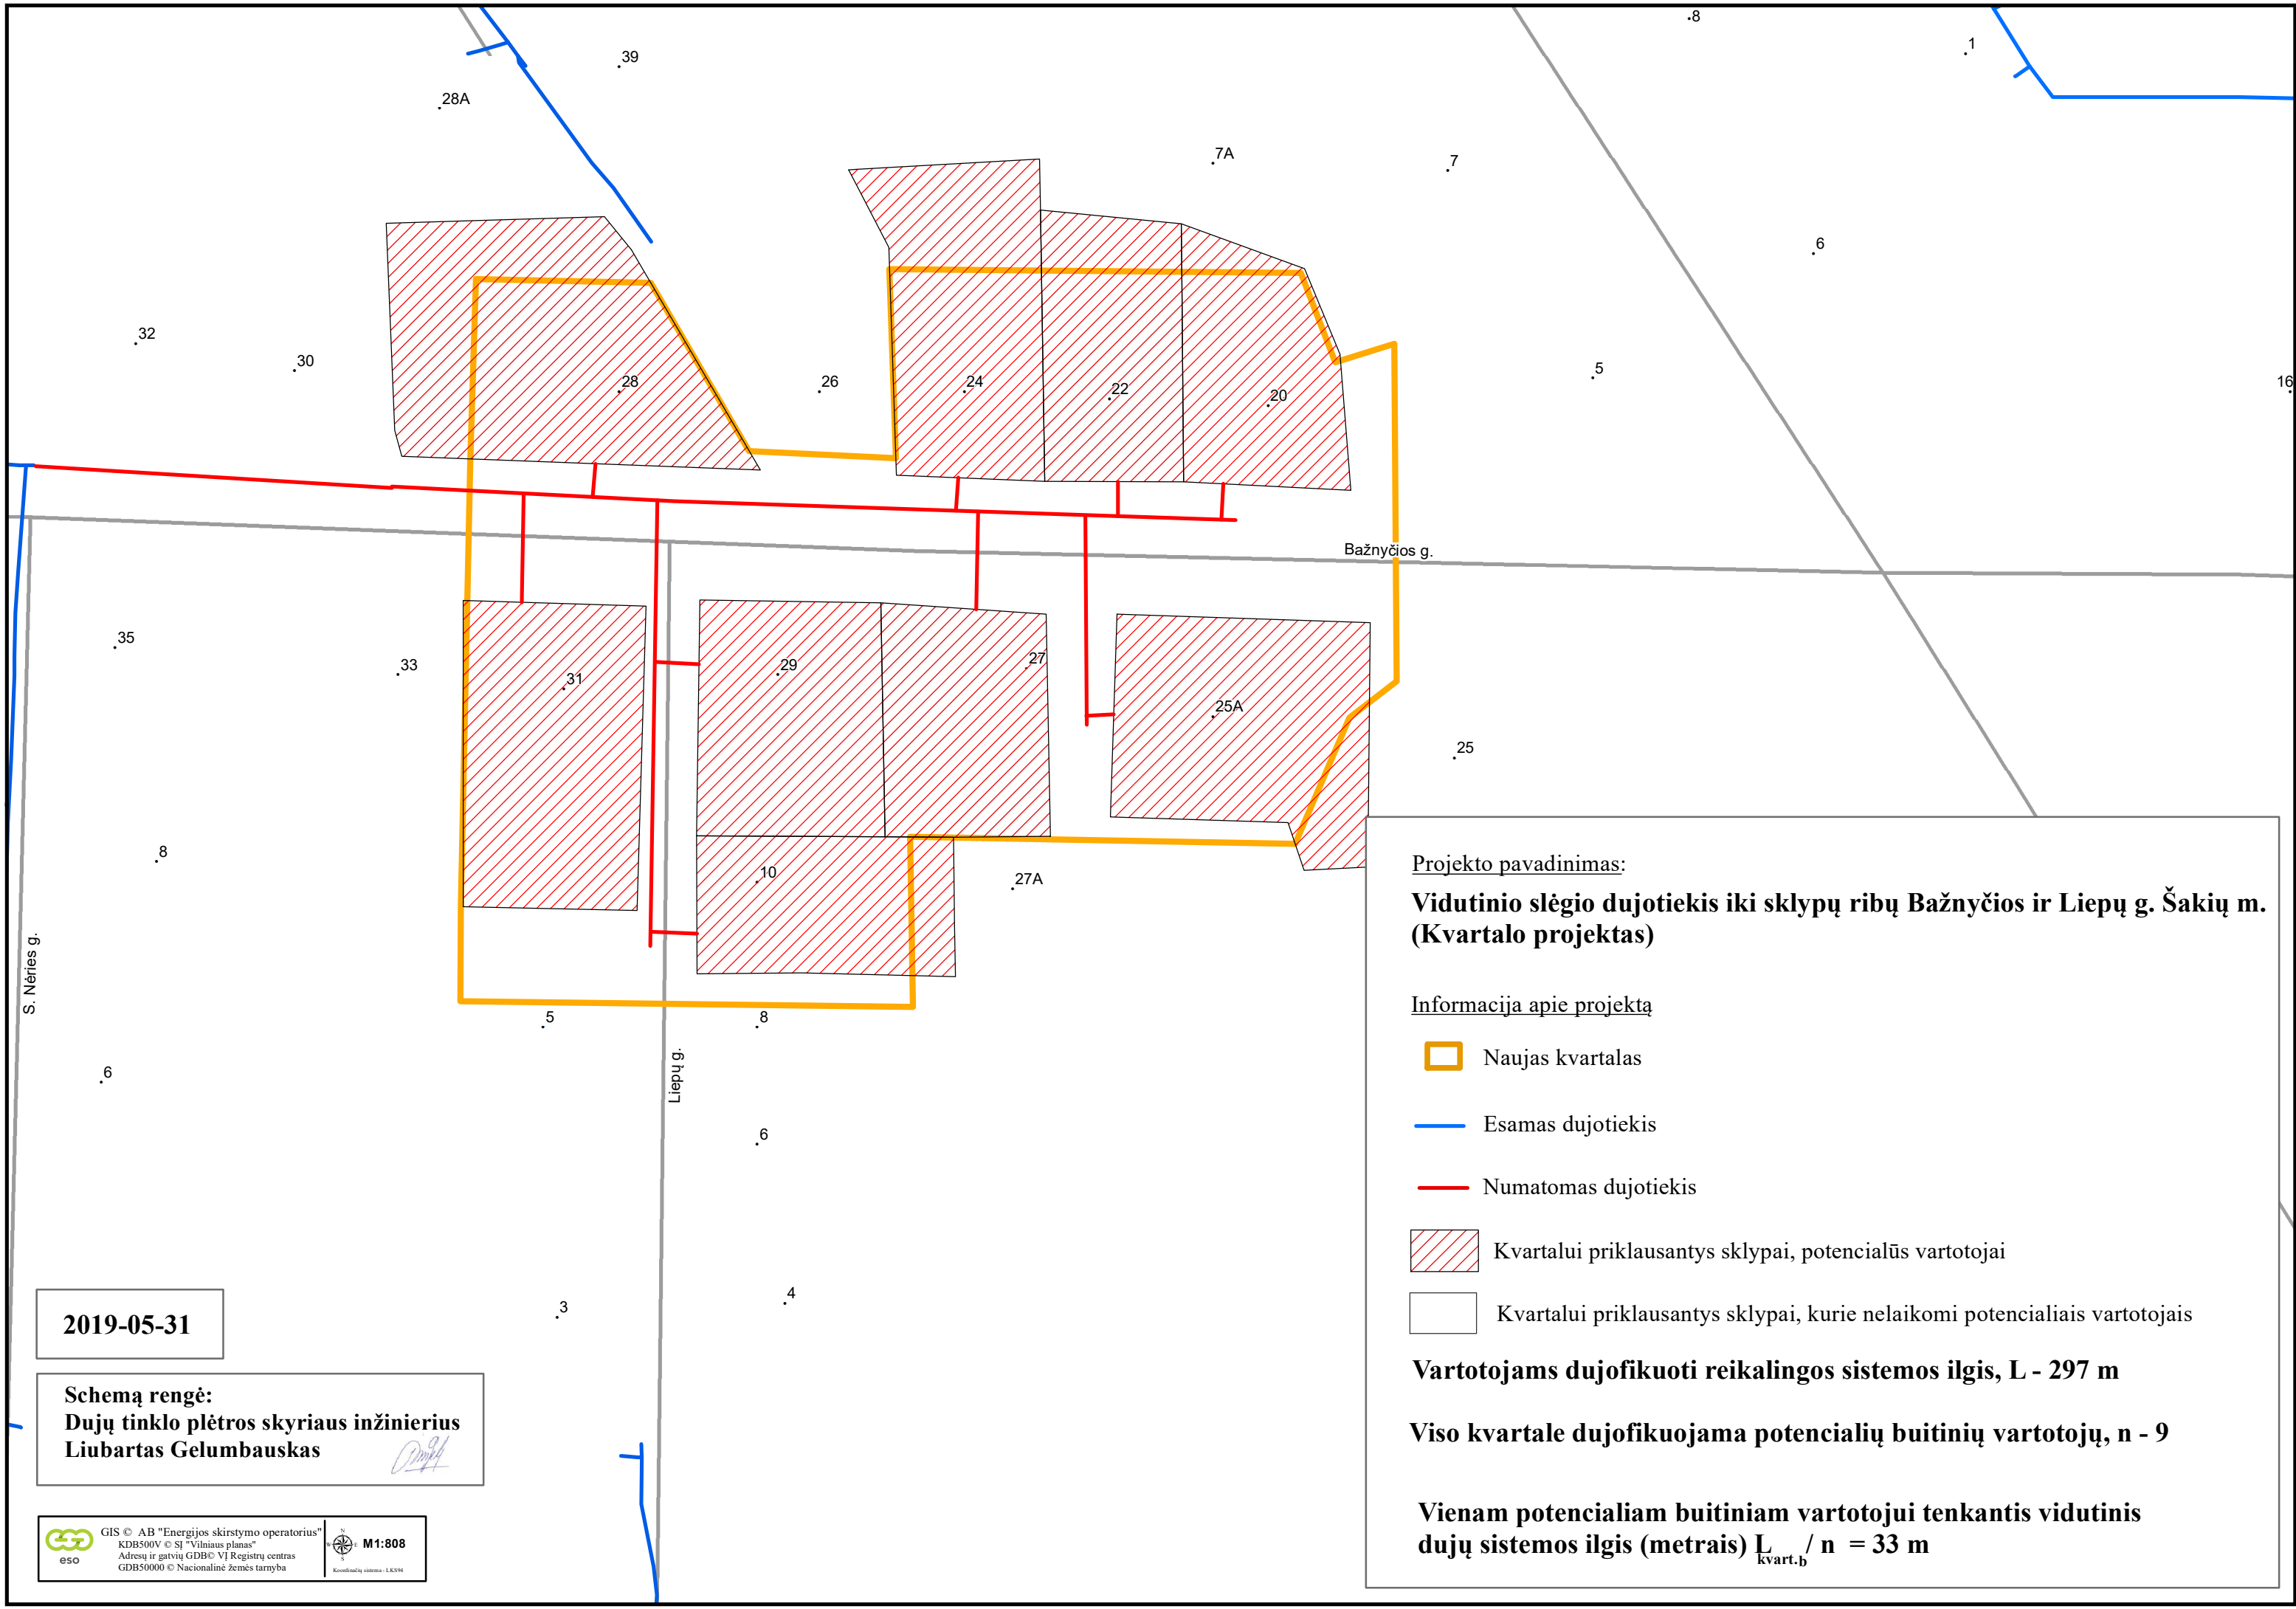 8
1
39
28A
7A
7
6
32
30
28
26
24
22
20
5
16
Bažnyčios g.
35
33
31
29
27
25A
25
8
10
27A
S. Nėries g.
5
8
6
Liepų g.
6
3
4
Projekto pavadinimas:
Vidutinio slėgio dujotiekis iki sklypų ribų Bažnyčios ir Liepų g. Šakių m.
(Kvartalo projektas)
Informacija apie projektą
Naujas kvartalas
Esamas dujotiekis
Numatomas dujotiekis
Kvartalui priklausantys sklypai, potencialūs vartotojai
Kvartalui priklausantys sklypai, kurie nelaikomi potencialiais vartotojais
Vartotojams dujofikuoti reikalingos sistemos ilgis, L - 297 m
Viso kvartale dujofikuojama potencialių buitinių vartotojų, n - 9
Vienam potencialiam buitiniam vartotojui tenkantis vidutinis
dujų sistemos ilgis (metrais) L kvart.b / n = 33 m
2019-05-31
Schemą rengė:
Dujų tinklo plėtros skyriaus inžinierius
Liubartas Gelumbauskas
eso
GIS © AB "Energijos skirstymo operatorius"
KDB500V © SĮ "Vilniaus planas"
Adresų ir gatvių GDB© VĮ Registrų centras
GDB50000 © Nacionalinė žemės tarnyba
N
W E
S
M1:808
Koordinačių sistema - LKS94